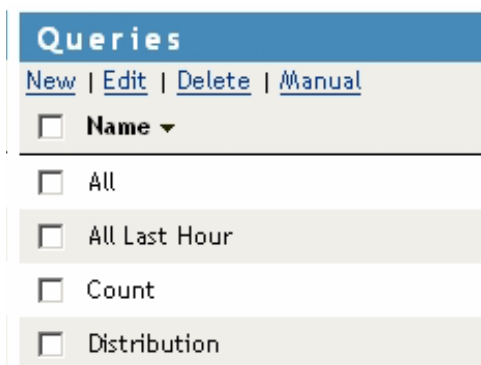 Queries
New | Edit | Delete | Manual
Name
All
All Last Hour
Count
Distribution